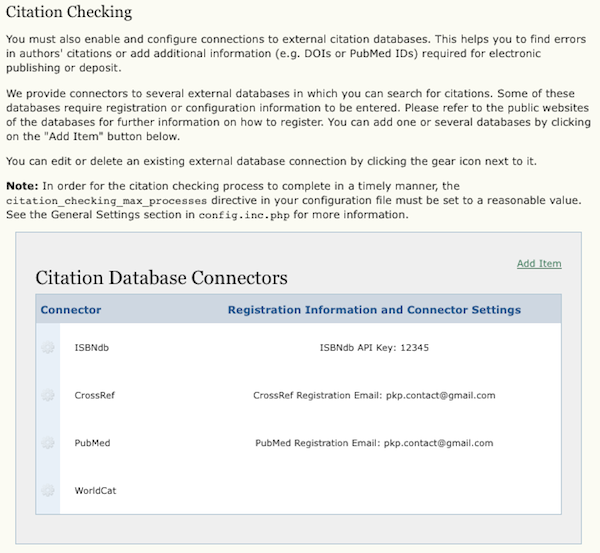 Citation Checking
You must also enable and configure connections to external citation databases. This helps you to find errors
in authors' citations or add additional information (e.g. DOIs or PubMed IDs) required for electronic
publishing or deposit.
We provide connectors to several external databases in which you can search for citations. Some of these
databases require registration or configuration information to be entered. Please refer to the public websites
of the databases for further information on how to register. You can add one or several databases by clicking
on the "Add Item" button below.
You can edit or delete an existing external database connection by clicking the gear icon next to it.
Note: In order for the citation checking process to complete in a timely manner, the
citation_checking_max_processes directive in your configuration file must be set to a reasonable value.
See the General Settings section in config.inc.php for more information.
Add Item
Citation Database Connectors
Connector Registration Information and Connector Settings
ISBNdb ISBNdb API Key: 12345
CrossRef CrossRef Registration Email: pkp.contact@gmail.com
PubMed PubMed Registration Email: pkp.contact@gmail.com
WorldCat